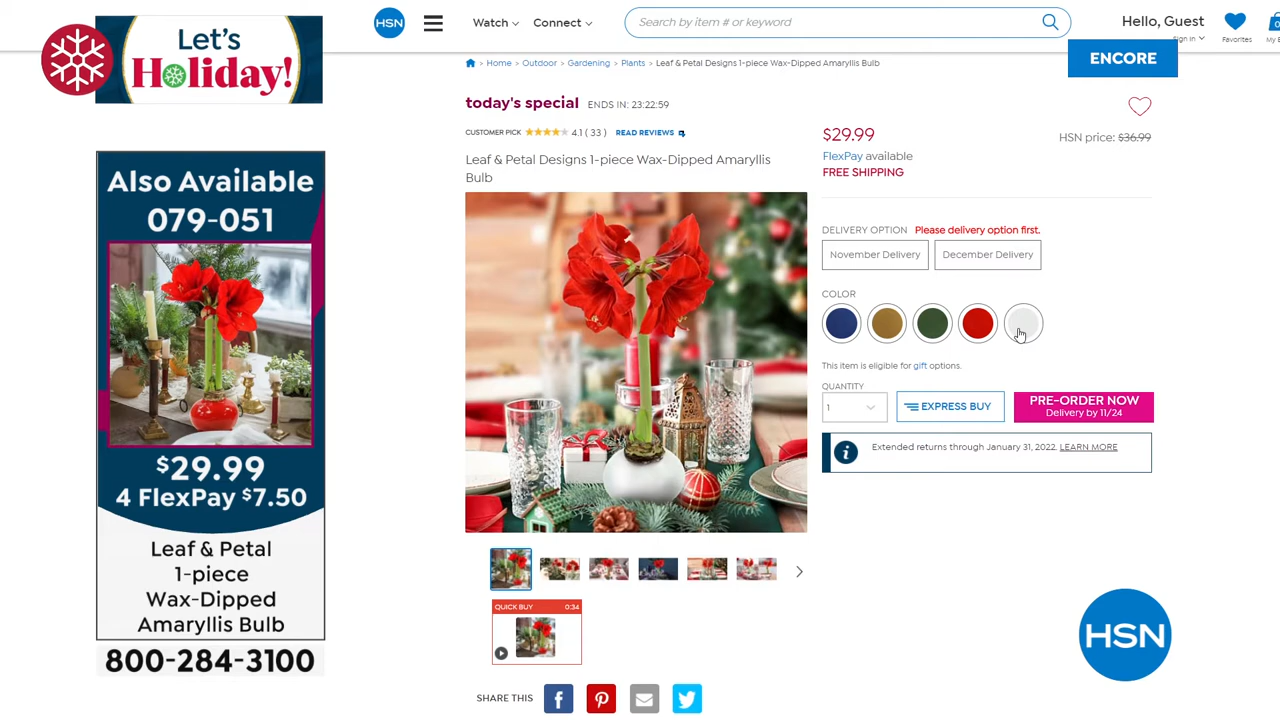 Let's
Holiday!
Also Available
079-051
$29.99
4 FlexPay $7.50
Leaf & Petal
1-piece
Wax-Dipped
Amaryllis Bulb
800-284-3100
HSN
Watch
Connect
Search by item # or keyword
Hello, Guest
Sign In
Favorites
0
ENCORE
> Home > Outdoor > Gardening > Plants > Leaf & Petal Designs 1-piece Wax-Dipped Amaryllis Bulb
today's special ENDS IN: 23:22:59
CUSTOMER PICK 4.1 ( 33 ) READ REVIEWS
Leaf & Petal Designs 1-piece Wax-Dipped Amaryllis
Bulb
$29.99 HSN price: $36.99
FlexPay available
FREE SHIPPING
DELIVERY OPTION Please delivery option first.
November Delivery December Delivery
COLOR
This item is eligible for gift options.
QUANTITY
1 EXPRESS BUY
PRE-ORDER NOW
Delivery by 11/24
i Extended returns through January 31, 2022. LEARN MORE
QUICK BUY 0:34
SHARE THIS
HSN